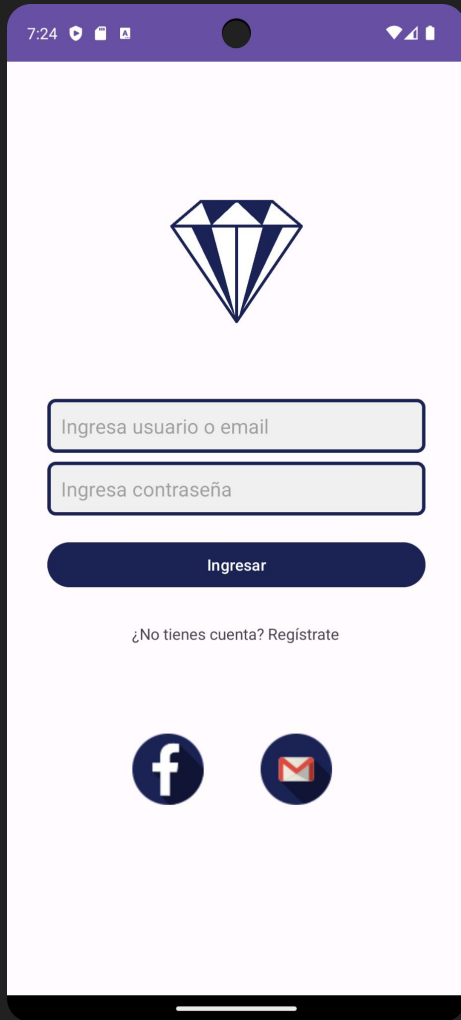 7:24
Ingresa usuario o email
Ingresa contraseña
Ingresar
¿No tienes cuenta? Regístrate